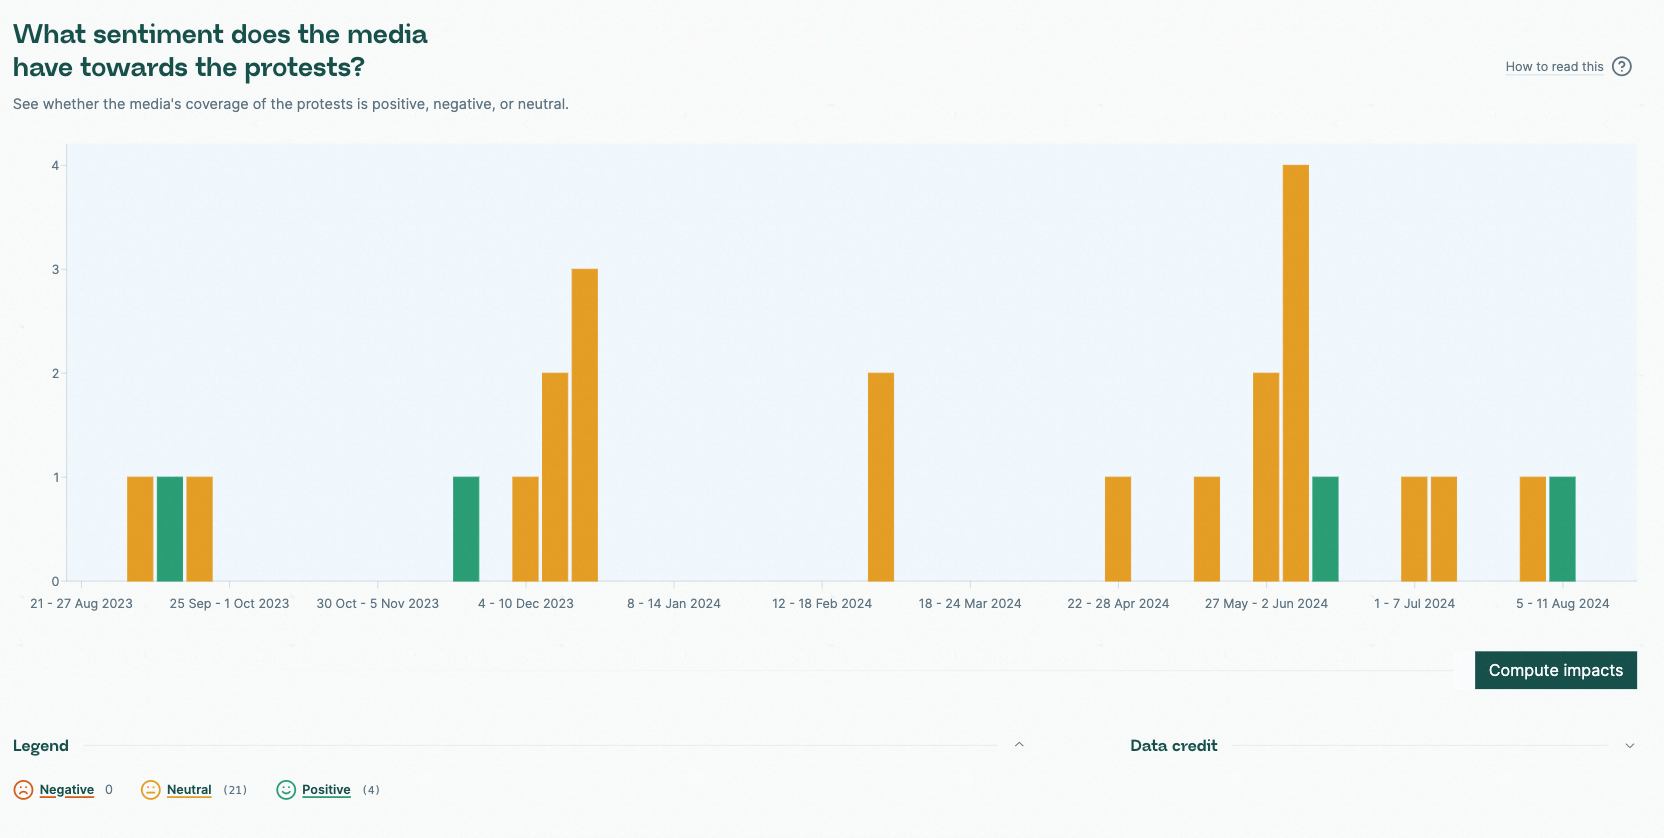 What sentiment does the media
have towards the protests?
How to read this ?
See whether the media's coverage of the protests is positive, negative, or neutral.
4
3
2
1
0
21 - 27 Aug 2023 25 Sep - 1 Oct 2023 30 Oct - 5 Nov 2023 4 - 10 Dec 2023 8 - 14 Jan 2024 12 - 18 Feb 2024 18 - 24 Mar 2024 22 - 28 Apr 2024 27 May - 2 Jun 2024 1 - 7 Jul 2024 5 - 11 Aug 2024
Compute impacts
Legend Data credit
Negative 0 Neutral (21) Positive (4)